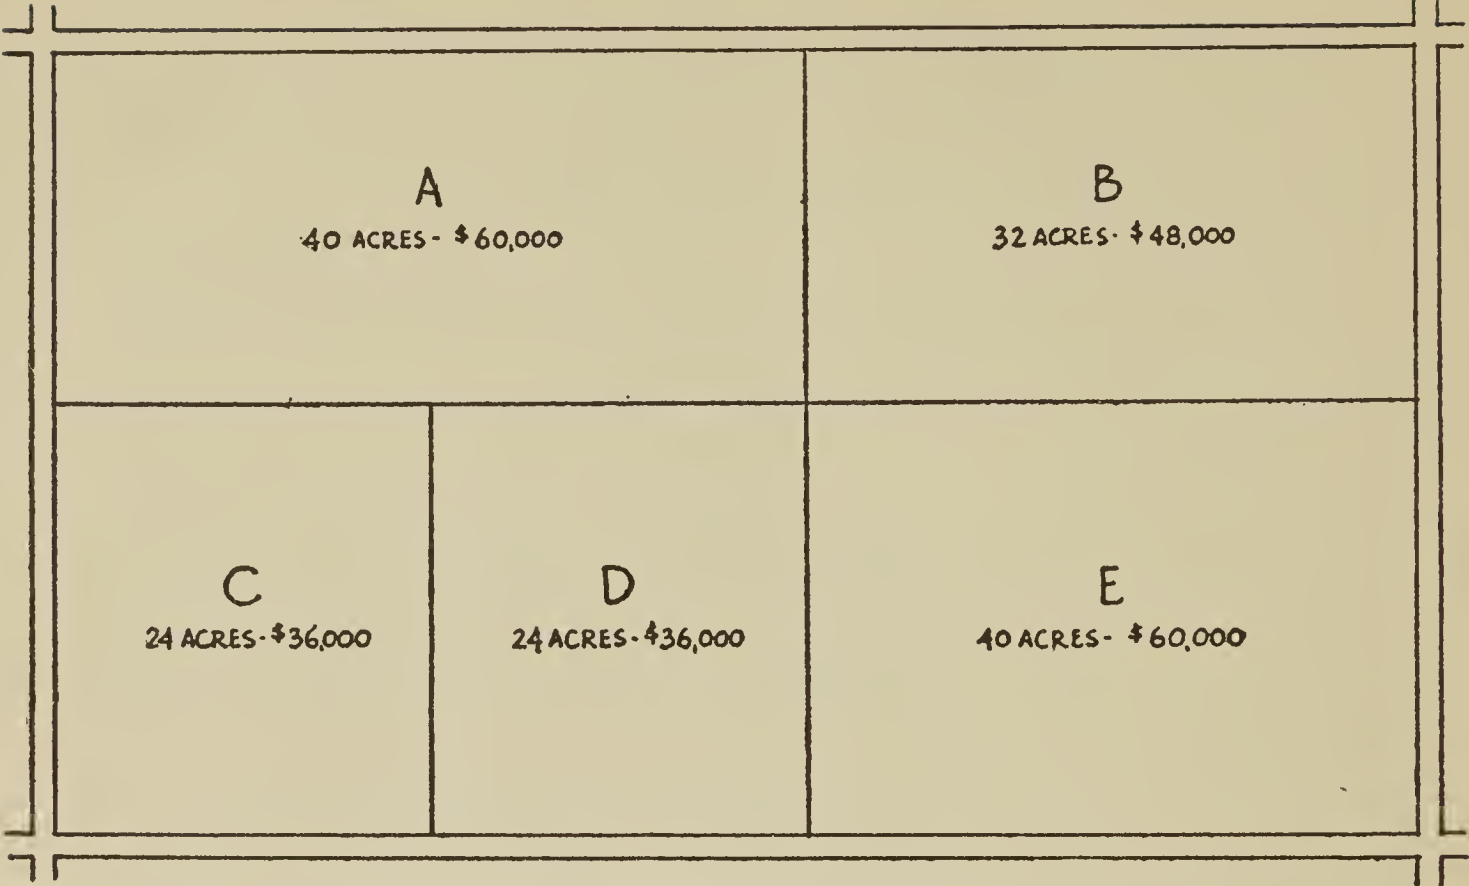 A
40 ACRES - $60,000
B
32 ACRES - $48,000
C
24 ACRES - $36,000
D
24 ACRES - $36,000
E
40 ACRES - $60,000